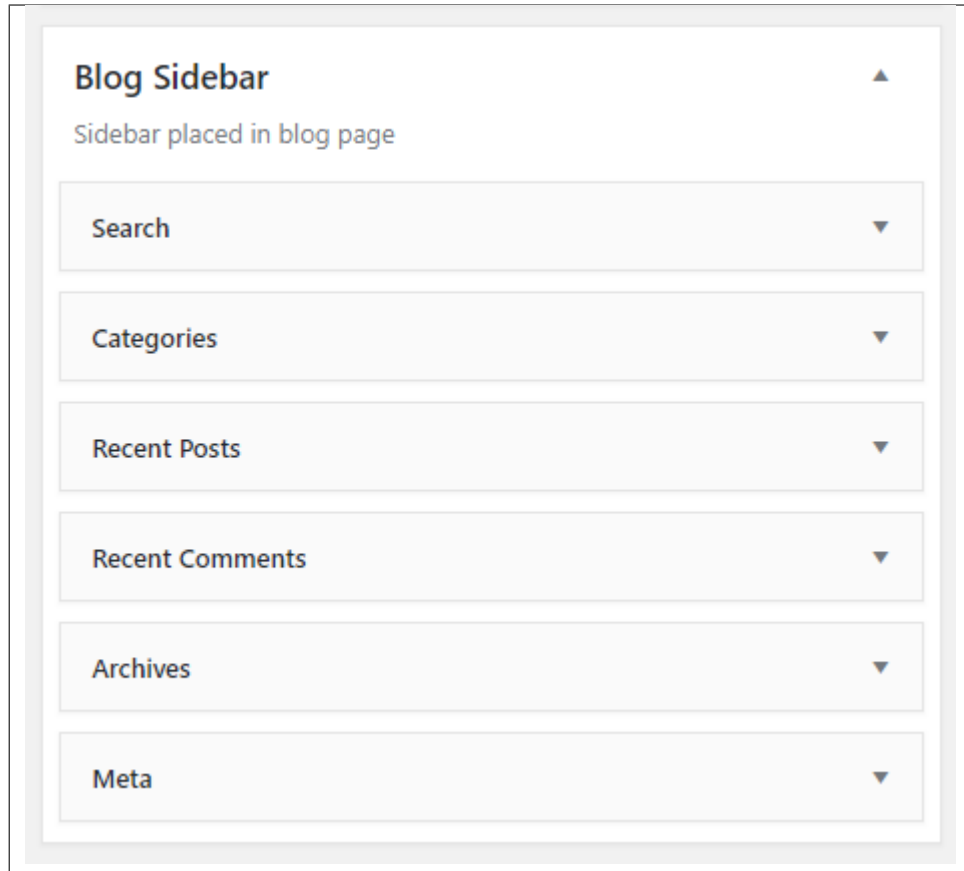 Blog Sidebar
Sidebar placed in blog page
Search
Categories
Recent Posts
Recent Comments
Archives
Meta